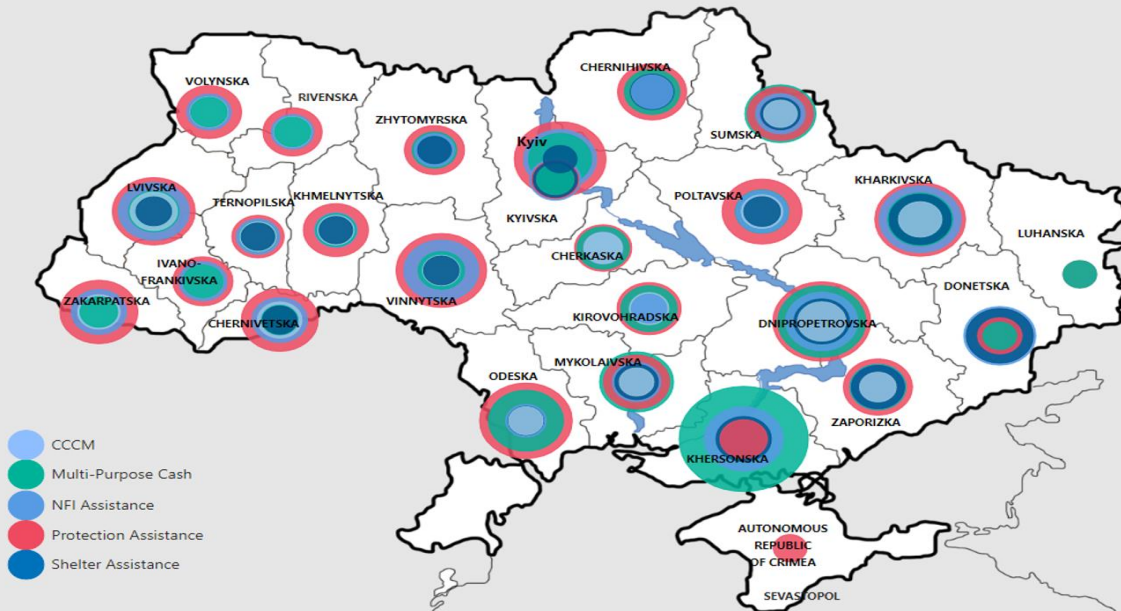 VOLYNSKA
RIVENSKA
ZHYTOMYRSKA
CHERNIHIVSKA
SUMSKA
Kyiv
LVIVSKA
TERNOPILSKA
KHMELNYTSKA
KYIVSKA
POLTAVSKA
KHARKIVSKA
LUHANSKA
IVANO-
FRANKIVSKA
ZAKARPATSKA
CHERNIVETSKA
VINNYTSKA
CHERKASKA
KIROVOHRADSKA
DNIPROPETROVSKA
DONETSKA
ODESKA
MYKOLAIVSKA
ZAPORIZKA
KHERSONSKA
CCCM
Multi-Purpose Cash
NFI Assistance
Protection Assistance
Shelter Assistance
AUTONOMOUS
REPUBLIC
OF CRIMEA
SEVASTOPOL